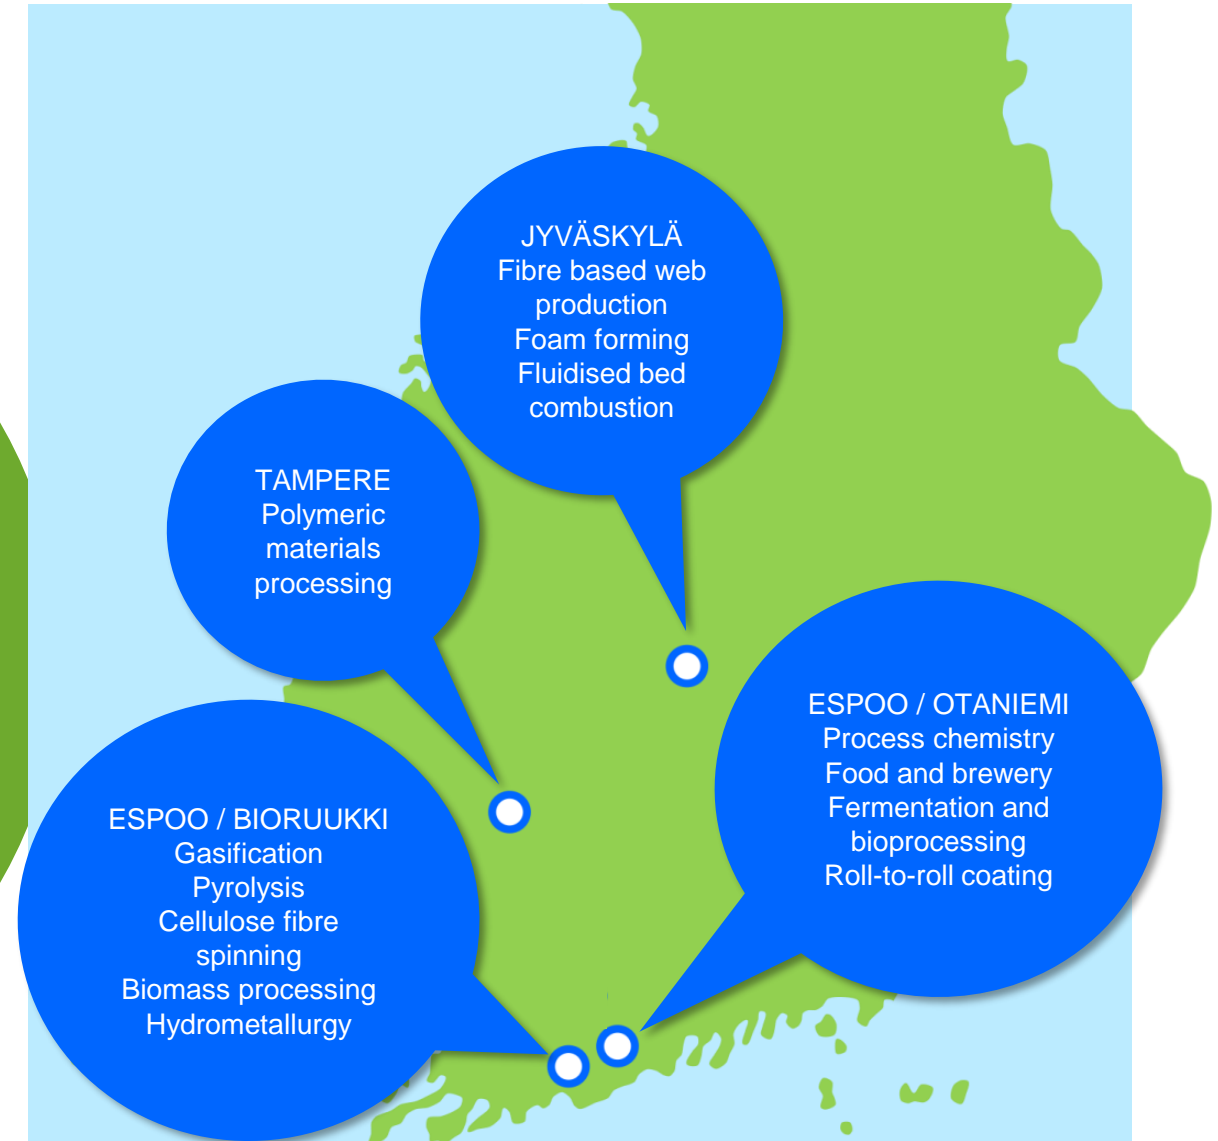 JYVÄSKYLÄ
Fibre based web
production
Foam forming
Fluidised bed
combustion
TAMPERE
Polymeric
materials
processing
ESPOO / OTANIEMI
Process chemistry
Food and brewery
Fermentation and
bioprocessing
Roll-to-roll coating
ESPOO / BIORUUKKI
Gasification
Pyrolysis
Cellulose fibre
spinning
Biomass processing
Hydrometallurgy